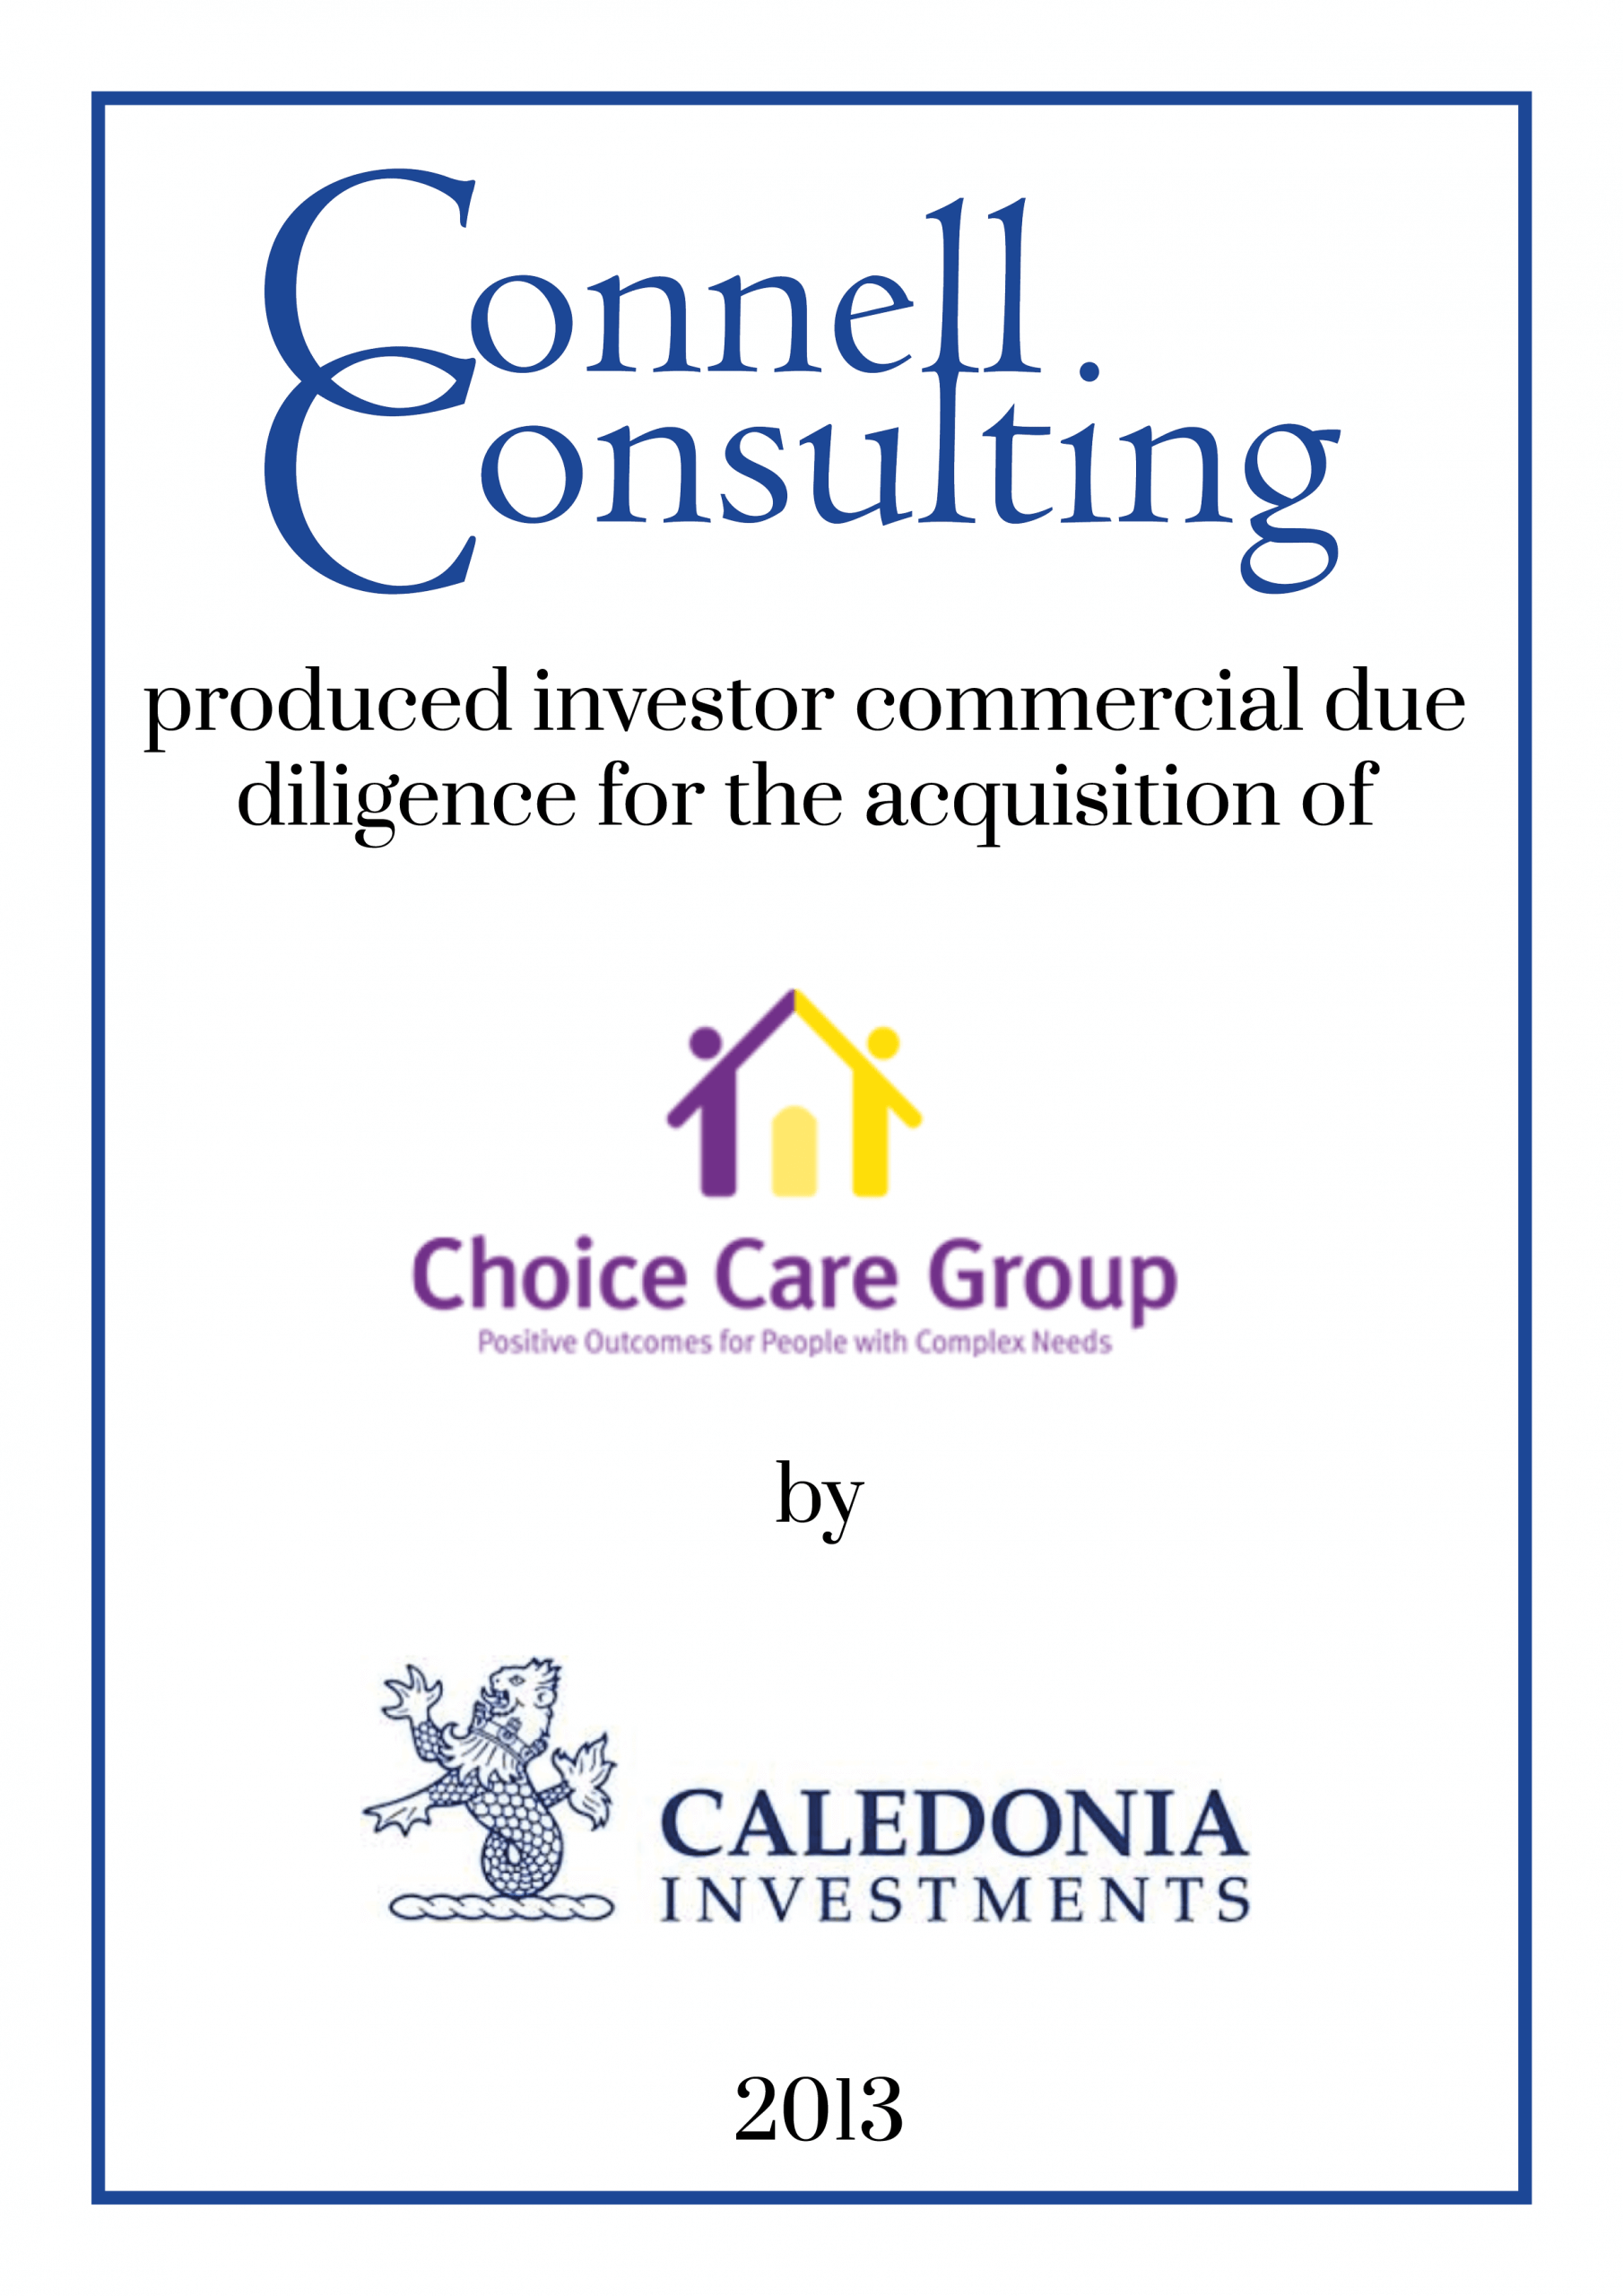 Connell
Consulting
produced investor commercial due
diligence for the acquisition of
Choice Care Group
Positive Outcomes for People with Complex Needs
by
CALEDONIA
INVESTMENTS
2013